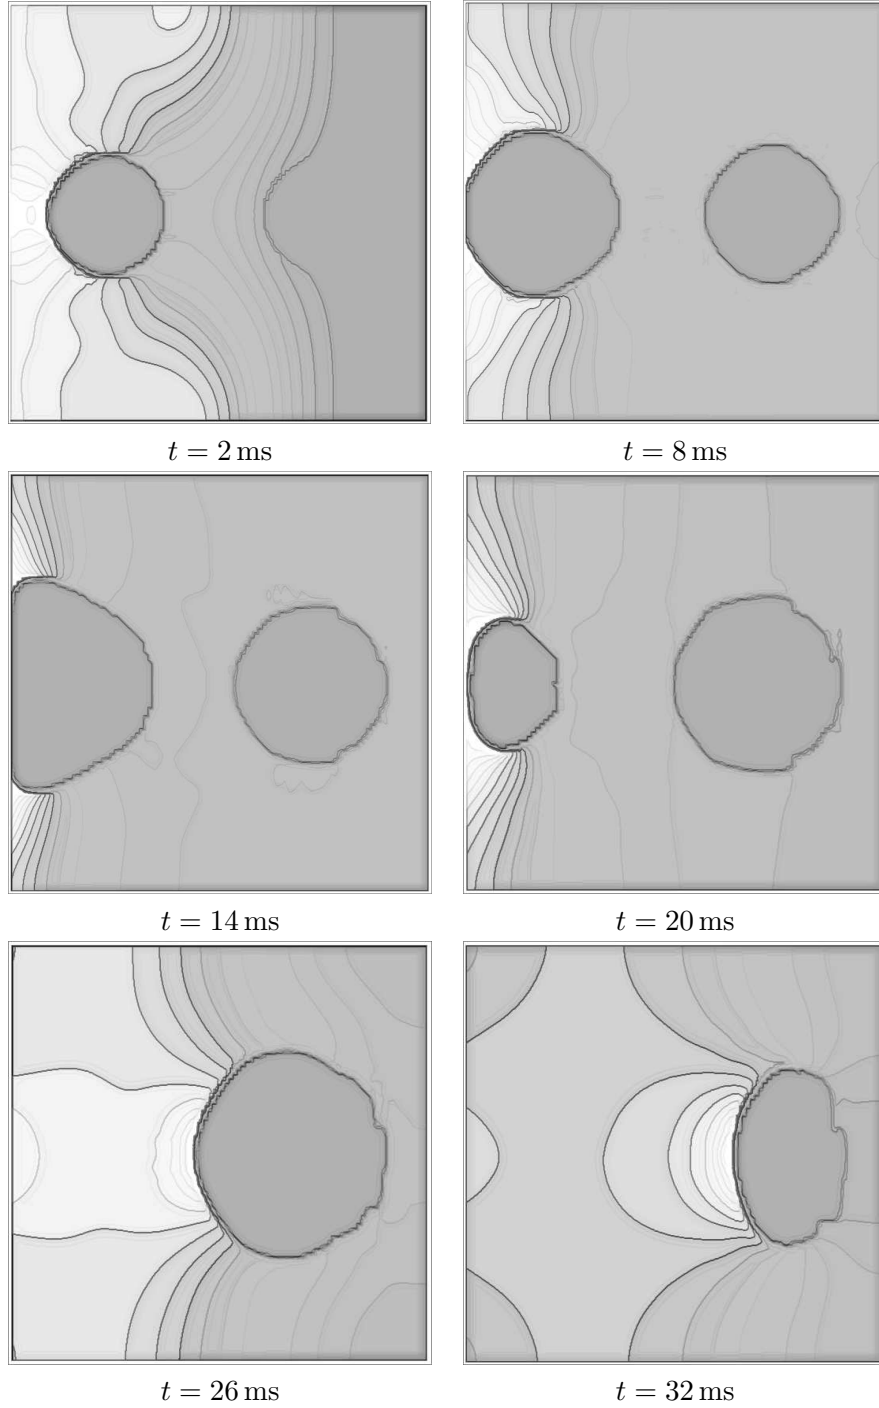 t = 2 ms
t = 8 ms
t = 14 ms
t = 20 ms
t = 26 ms
t = 32 ms